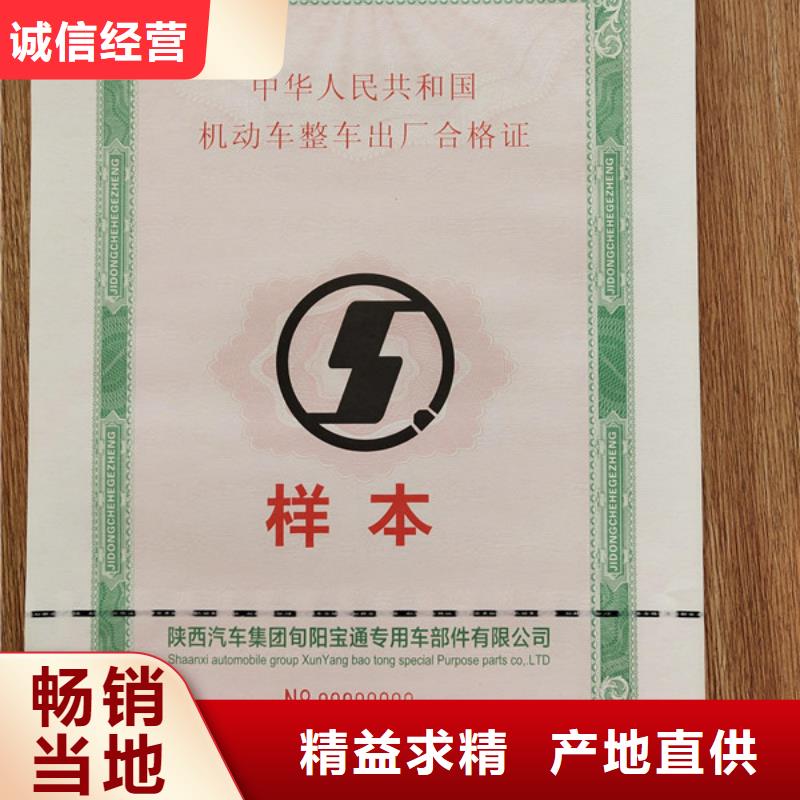 诚信经营
中华人民共和国
机动车整车出厂合格证
JIDONGCHEHEGEZHENG
JIDONGCHEHEGEZHENG
JIDONGCHEHEGEZHENG
JIDONGCHEHEGEZHENG
样本
陕西汽车集团旬阳宝通专用车部件有限公司
Shaanxi automobile group XunYang bao tong special Purpose parts co,.LTD
畅销
当地
精益求精 产地直供